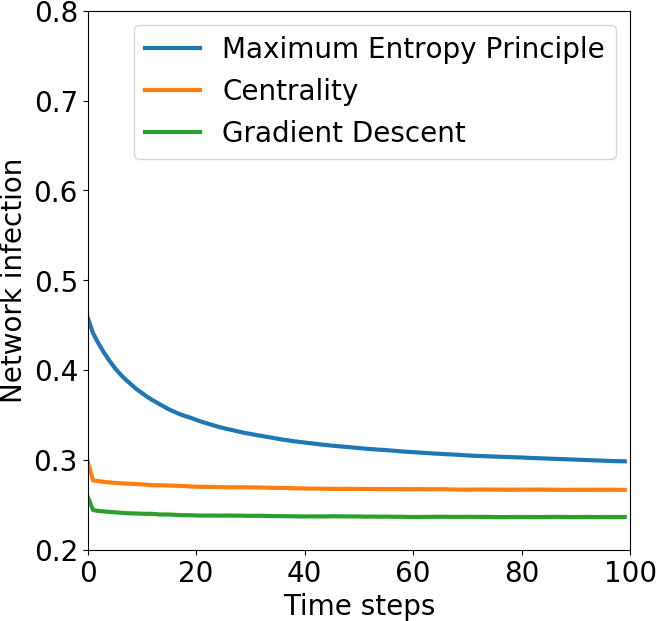 0.8
0.7
0.6
0.5
0.4
0.3
0.2
Network infection
Maximum Entropy Principle
Centrality
Gradient Descent
0 20 40 60 80 100
Time steps